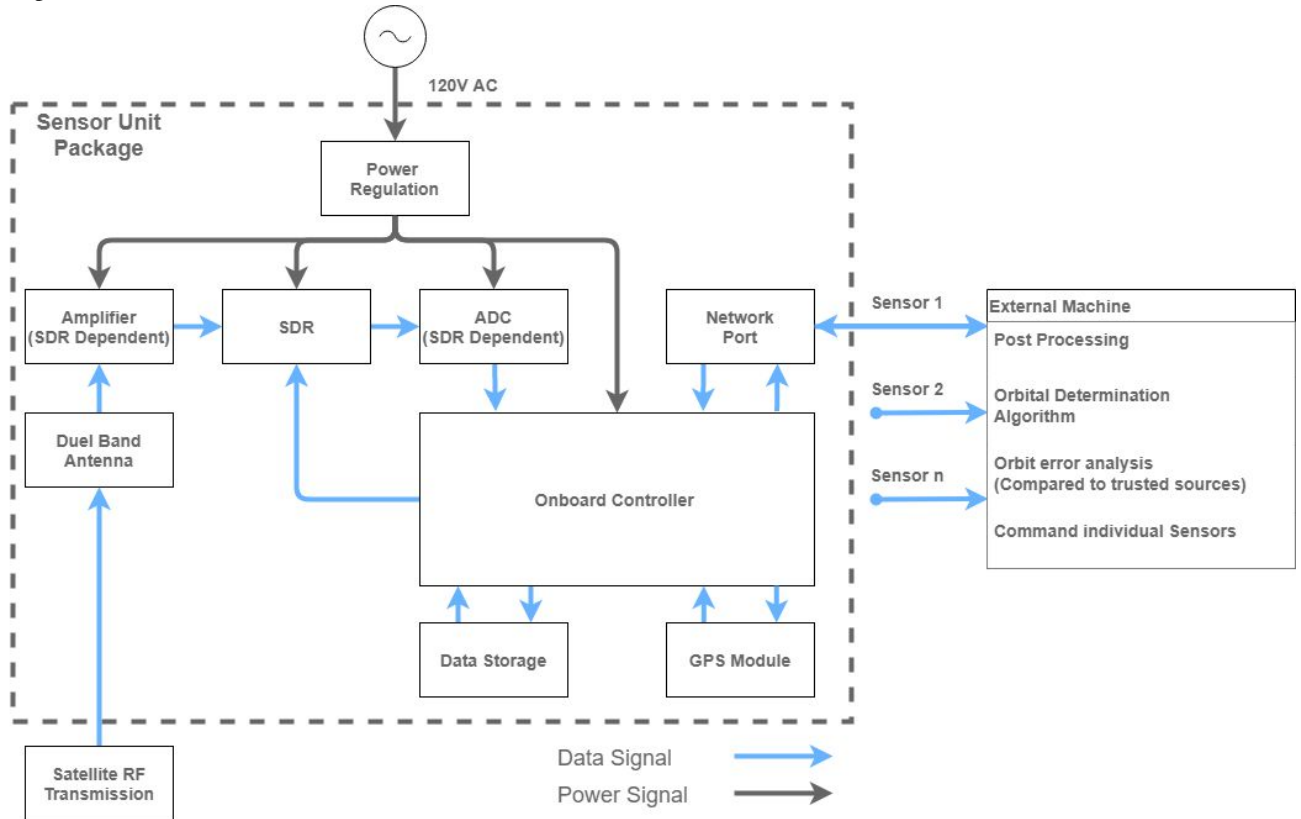 120V AC
Sensor Unit
Package
Power
Regulation
Amplifier
(SDR Dependent)
SDR
ADC
(SDR Dependent)
Network
Port
Sensor 1
External Machine
Post Processing
Sensor 2
Orbital Determination
Algorithm
Duel Band
Antenna
Onboard Controller
Sensor n
Orbit error analysis
(Compared to trusted sources)
Command individual Sensors
Data Storage
GPS Module
Satellite RF
Transmission
Data Signal
Power Signal